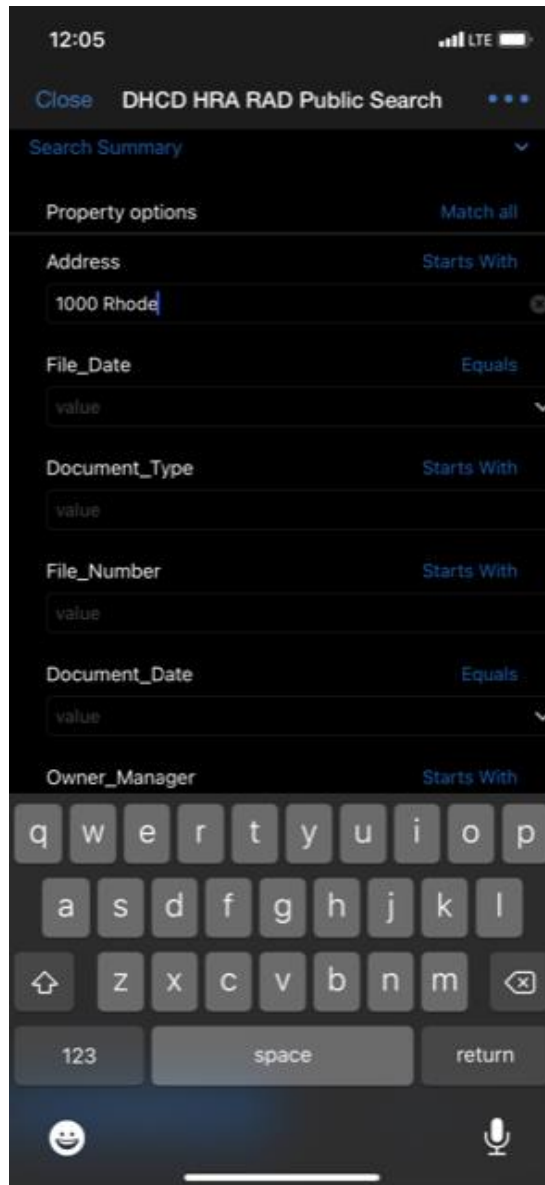 12:05 LTE
Close DHCD HRA RAD Public Search
Search Summary
Property options Match all
Address Starts With
1000 Rhode
File_Date Equals
value
Document_Type Starts With
value
File_Number Starts With
value
Document_Date Equals
value
Owner_Manager Starts With
q w e r t y u i o p
a s d f g h j k l
z x c v b n m
123 space return